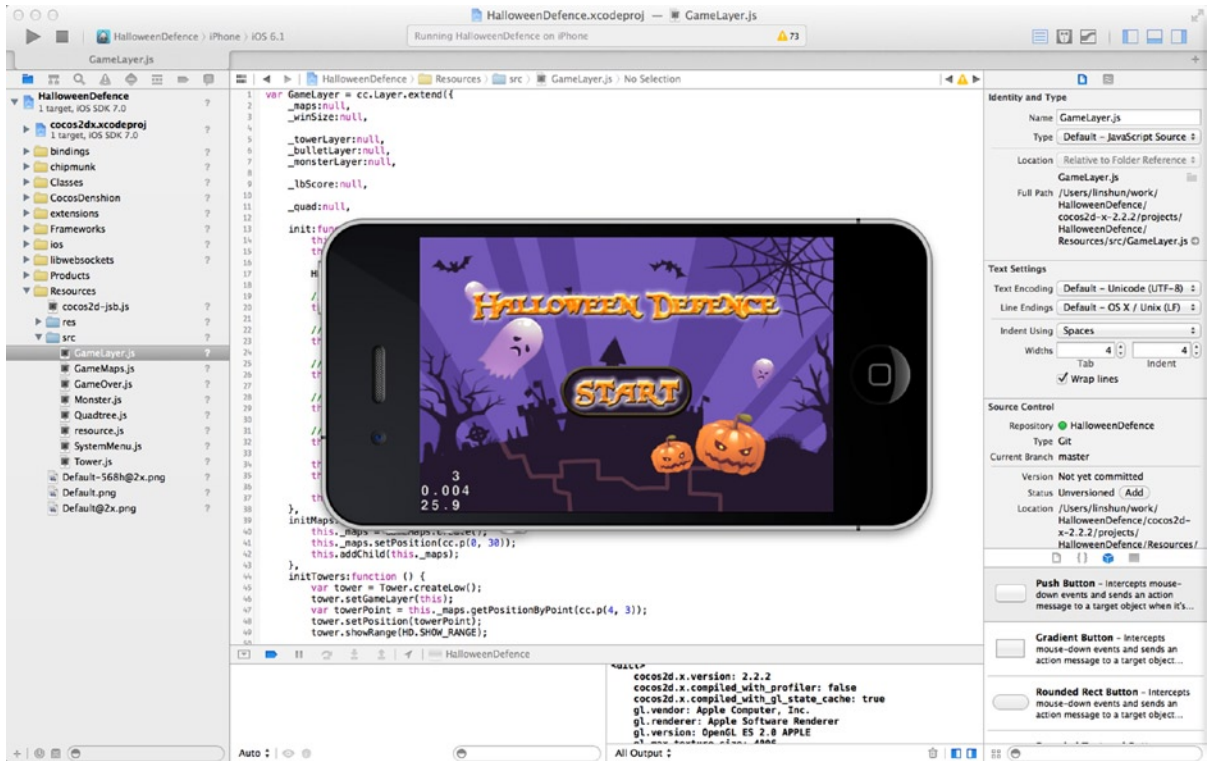 HalloweenDefence.xcodeproj — GameLayer.js
HalloweenDefence › iPhone › iOS 6.1
Running HalloweenDefence on iPhone
73
GameLayer.js
HalloweenDefence › Resources › src › GameLayer.js › No Selection
HalloweenDefence
1 target, iOS SDK 7.0
cocos2dx.xcodeproj
1 target, iOS SDK 7.0
bindings
chipmunk
Classes
CocosDenshion
extensions
Frameworks
ios
libwebsockets
Products
Resources
cocos2d-jsb.js
res
src
GameLayer.js
GameMaps.js
GameOver.js
Monster.js
Quadtree.js
resource.js
SystemMenu.js
Tower.js
Default-568h@2x.png
Default.png
Default@2x.png
var GameLayer = cc.Layer.extend({
_maps:null,
_winSize:null,
_towerLayer:null,
_bulletLayer:null,
_monsterLayer:null,
_lbScore:null,
_quad:null,
HALLOWEEN DEFENCE
START
3
0.004
25.9
},
this._maps.setPosition(cc.p(0, 30));
this.addChild(this._maps);
},
initTowers:function () {
var tower = Tower.createLow();
tower.setGameLayer(this);
var towerPoint = this._maps.getPositionByPoint(cc.p(4, 3));
tower.setPosition(towerPoint);
tower.showRange(HD.SHOW_RANGE);
HalloweenDefence
<dict>
cocos2d.x.version: 2.2.2
cocos2d.x.compiled_with_profiler: false
cocos2d.x.compiled_with_gl_state_cache: true
gl.vendor: Apple Computer, Inc.
gl.renderer: Apple Software Renderer
gl.version: OpenGL ES 2.0 APPLE
gl.max_texture_size: 4096
Auto
All Output
Identity and Type
Name GameLayer.js
Type Default – JavaScript Source
Location Relative to Folder Reference
GameLayer.js
Full Path /Users/linshun/work/
HalloweenDefence/
cocos2d-x-2.2.2/projects/
HalloweenDefence/
Resources/src/GameLayer.js
Text Settings
Text Encoding Default – Unicode (UTF-8)
Line Endings Default – OS X / Unix (LF)
Indent Using Spaces
Widths 4 4
Tab Indent
Wrap lines
Source Control
Repository HalloweenDefence
Type Git
Current Branch master
Version Not yet committed
Status Unversioned Add
Location /Users/linshun/work/
HalloweenDefence/cocos2d-
x-2.2.2/projects/
HalloweenDefence/Resources/
Push Button – Intercepts mouse-
down events and sends an action
message to a target object when it's...
Gradient Button – Intercepts
mouse-down events and sends an
action message to a target object...
Rounded Rect Button – Intercepts
mouse-down events and sends an
action message to a target object...